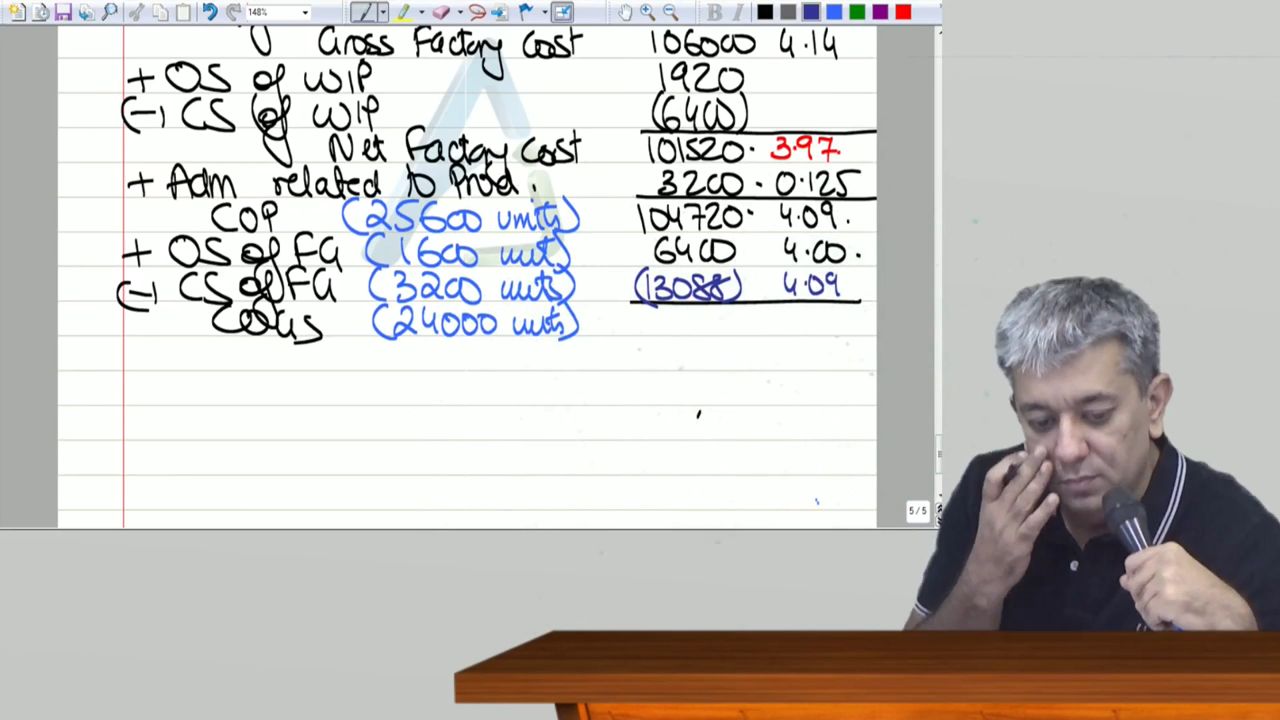 148%
B I
Gross Factory cost 106000 4.14
+ OS of WIP 1920
(-) CS of WIP (6400)
Net Factory cost 101520. 3.97.
+ Adm related to Prod. 3200. 0.125
COP (25600 units) 104720. 4.09.
+ OS of FG (1600 unit) 6400 4.00.
(-) CS of FG (3200 units) (13088) 4.09
COGS (24000 units)
5 / 5